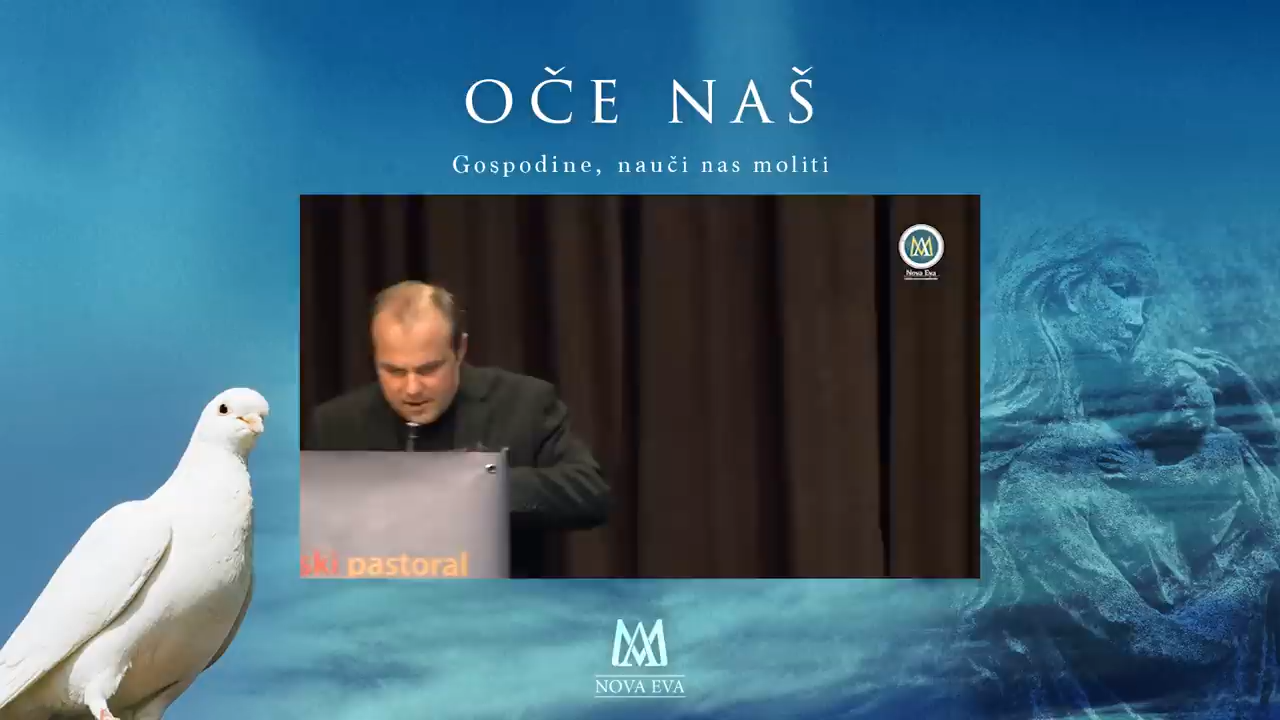 OČE NAŠ
Gospodine, nauči nas moliti
Nova Eva
ski pastoral
NOVA EVA